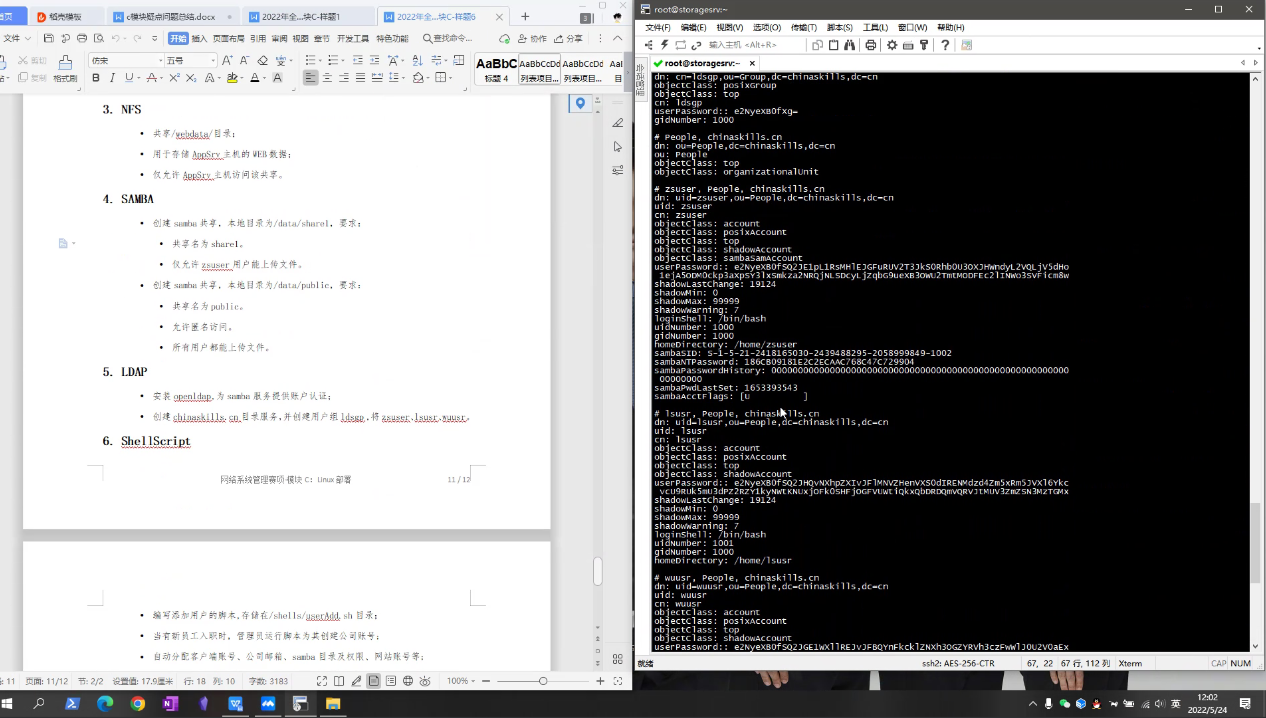 首页
稻壳模板
c模块疑点问题总结.docx
2022年全...块C-样题1
2022年全...块C-样题6
3
文件
开始 插入 页面布局 引用 审阅 视图 章节 开发工具 特色功能
查找命令...
协作 分享
剪切
复制
格式刷
仿宋
五号
AaBbC
标题 4
AaBbCcDd
列表项目...
AaBbCcDd
列表项目...
3. NFS
共享/webdata/目录；
用于存储 AppSrv 主机的 WEB 数据；
仅允许 AppSrv 主机访问该共享。
4. SAMBA
创建 samba 共享，本地目录为/data/share1，要求：
共享名为 share1。
仅允许 zsuser 用户能上传文件。
创建 samba 共享，本地目录为/data/public，要求：
共享名为 public。
允许匿名访问。
所有用户都能上传文件。
5. LDAP
安装 openldap,为 samba 服务提供账户认证；
创建 chinaskills.cn 目录服务,并创建用户组 ldsgp,将 zsuser、lsusr、wuusr,
6. ShellScript
网络系统管理赛项-模块 C：Linux 部署
11 / 12
编写添加用户的脚本,存储在/shells/userAdd.sh 目录；
当有新员工入职时，管理员运行脚本为其创建公司账号；
自动分配客户端账号、公司邮箱、samba 目录及权限、网站账号等；
页面: 11/12 节: 2/2 设置值: 17.9厘米 行: 18 列: 10 字数: 3183
100%
root@storagesrv:~
文件(F) 编辑(E) 视图(V) 选项(O) 传输(T) 脚本(S) 工具(L) 窗口(W) 帮助(H)
输入主机 <Alt+R>
会话管理
root@storagesrv:~
dn: cn=ldsgp,ou=Group,dc=chinaskills,dc=cn
objectClass: posixGroup
objectClass: top
cn: ldsgp
userPassword:: e2NyeXB0fXg=
gidNumber: 1000
# People, chinaskills.cn
dn: ou=People,dc=chinaskills,dc=cn
ou: People
objectClass: top
objectClass: organizationalUnit
# zsuser, People, chinaskills.cn
dn: uid=zsuser,ou=People,dc=chinaskills,dc=cn
uid: zsuser
cn: zsuser
objectClass: account
objectClass: posixAccount
objectClass: top
objectClass: shadowAccount
objectClass: sambaSamAccount
userPassword::
shadowLastChange: 19124
shadowMin: 0
shadowMax: 99999
shadowWarning: 7
loginShell: /bin/bash
uidNumber: 1000
gidNumber: 1000
homeDirectory: /home/zsuser
sambaSID: S-1-5-21-2418165030-2439488295-2058999849-1002
sambaNTPassword: 186CB09181E2C2ECAAC768C47C729904
sambaPasswordHistory: 00000000000000000000000000000000000000000000000000000000
00000000
sambaPwdLastSet: 1653393543
sambaAcctFlags: [U          ]
# lsusr, People, chinaskills.cn
dn: uid=lsusr,ou=People,dc=chinaskills,dc=cn
uid: lsusr
cn: lsusr
objectClass: account
objectClass: posixAccount
objectClass: top
objectClass: shadowAccount
userPassword::
shadowLastChange: 19124
shadowMin: 0
shadowMax: 99999
shadowWarning: 7
loginShell: /bin/bash
uidNumber: 1001
gidNumber: 1000
homeDirectory: /home/lsusr
# wuusr, People, chinaskills.cn
dn: uid=wuusr,ou=People,dc=chinaskills,dc=cn
uid: wuusr
cn: wuusr
objectClass: account
objectClass: posixAccount
objectClass: top
objectClass: shadowAccount
userPassword::
就绪
ssh2: AES-256-CTR 67, 22 67 行, 112 列 Xterm CAP NUM
英
12:02
2022/5/24